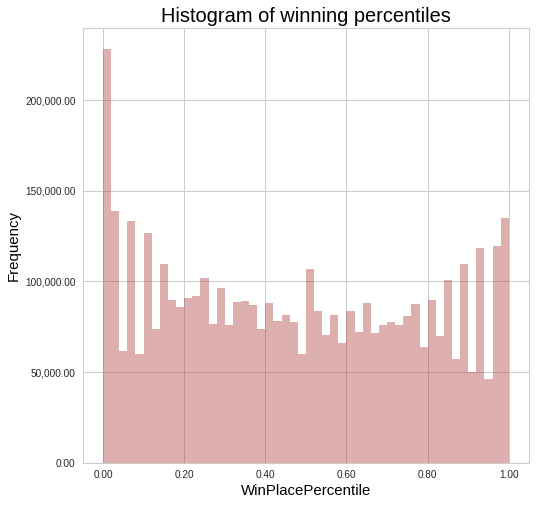 Histogram of winning percentiles
Frequency
200,000.00
150,000.00
100,000.00
50,000.00
0.00
0.00 0.20 0.40 0.60 0.80 1.00
WinPlacePercentile